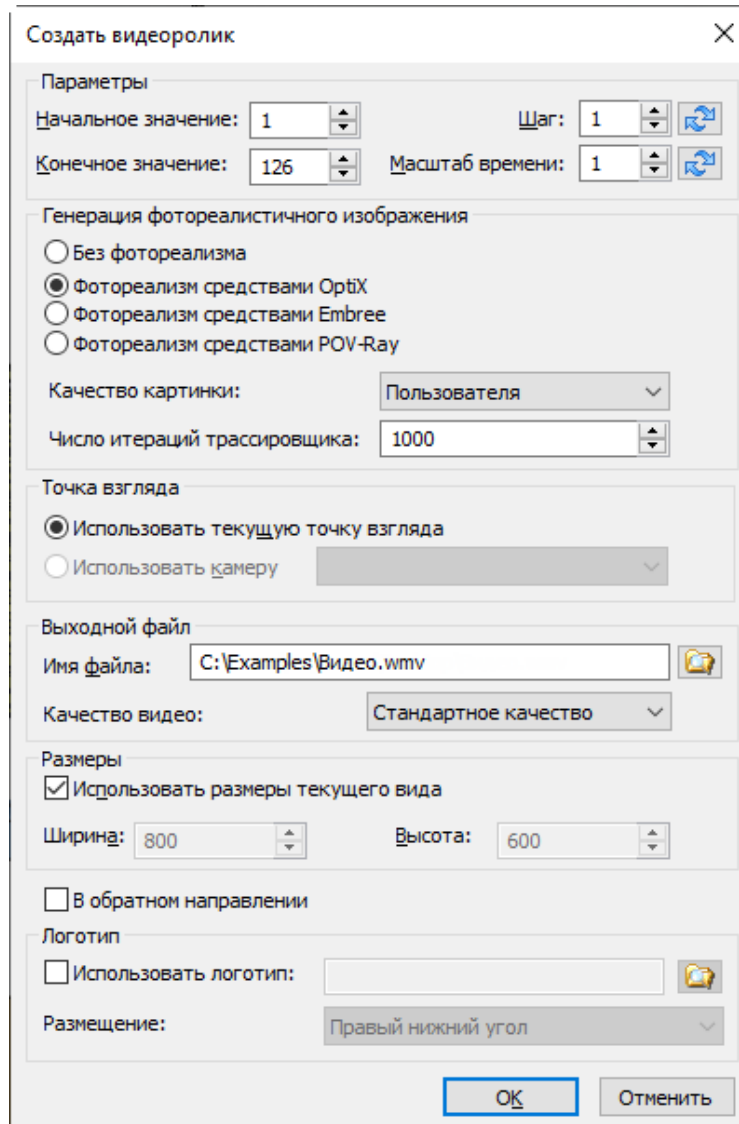 Создать видеоролик
Параметры
Начальное значение: 1 Шаг: 1
Конечное значение: 126 Масштаб времени: 1
Генерация фотореалистичного изображения
Без фотореализма
Фотореализм средствами OptiX
Фотореализм средствами Embree
Фотореализм средствами POV-Ray
Качество картинки: Пользователя
Число итераций трассировщика: 1000
Точка взгляда
Использовать текущую точку взгляда
Использовать камеру
Выходной файл
Имя файла: C:\Examples\Видео.wmv
Качество видео: Стандартное качество
Размеры
Использовать размеры текущего вида
Ширина: 800 Высота: 600
В обратном направлении
Логотип
Использовать логотип:
Размещение: Правый нижний угол
OK Отменить